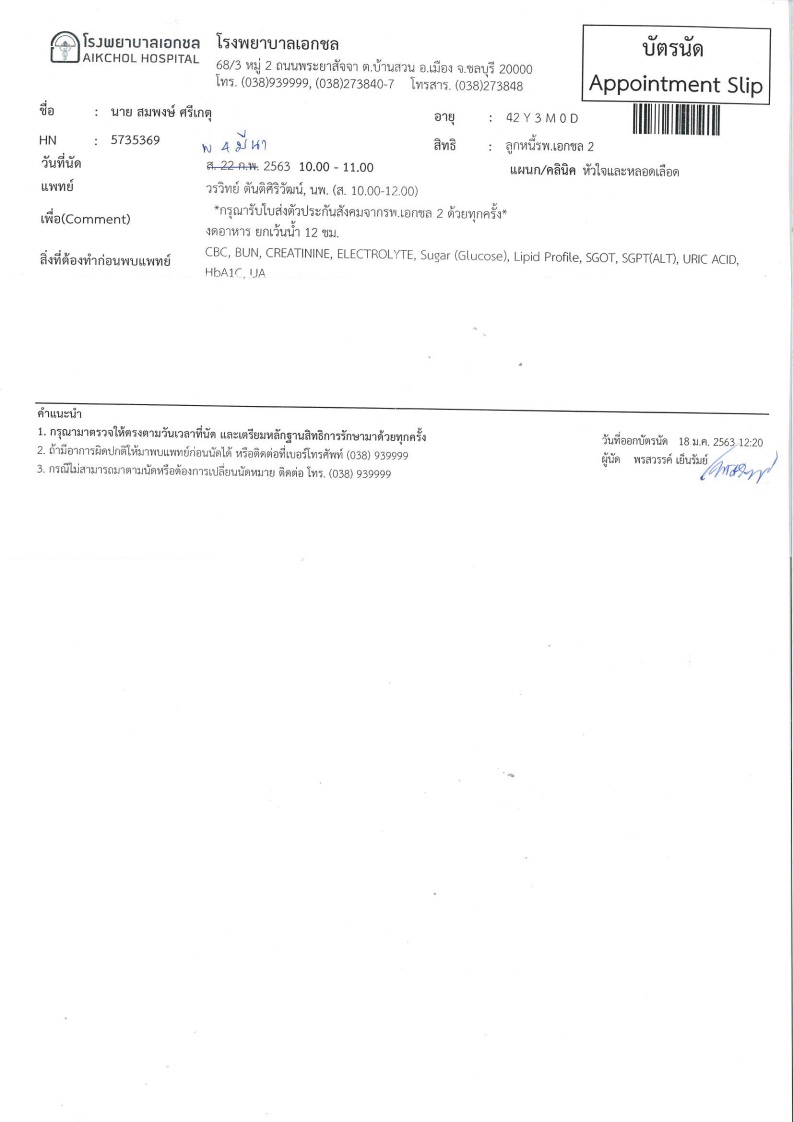 โรงพยาบาลเอกชล
AIKCHOL HOSPITAL
โรงพยาบาลเอกชล
68/3 หมู่ 2 ถนนพระยาสัจจา ต.บ้านสวน อ.เมือง จ.ชลบุรี 20000
โทร. (038)939999, (038)273840-7 โทรสาร. (038)273848
บัตรนัด
Appointment Slip
ชื่อ : นาย สมพงษ์ ศรีเกตุ อายุ : 42 Y 3 M 0 D
HN : 5735369 สิทธิ : ลูกหนี้รพ.เอกชล 2
พ 4 มีนา
วันที่นัด ส. 22 ก.พ. 2563 10.00 - 11.00 แผนก/คลินิค หัวใจและหลอดเลือด
แพทย์ วรวิทย์ ตันติศิริวัฒน์, นพ. (ส. 10.00-12.00)
เพื่อ(Comment) *กรุณารับใบส่งตัวประกันสังคมจากรพ.เอกชล 2 ด้วยทุกครั้ง*
งดอาหาร ยกเว้นน้ำ 12 ชม.
สิ่งที่ต้องทำก่อนพบแพทย์ CBC, BUN, CREATININE, ELECTROLYTE, Sugar (Glucose), Lipid Profile, SGOT, SGPT(ALT), URIC ACID,
HbA1C, UA
คำแนะนำ
1. กรุณามาตรวจให้ตรงตามวันเวลาที่นัด และเตรียมหลักฐานสิทธิการรักษามาด้วยทุกครั้ง
2. ถ้ามีอาการผิดปกติให้มาพบแพทย์ก่อนนัดได้ หรือติดต่อที่เบอร์โทรศัพท์ (038) 939999
3. กรณีไม่สามารถมาตามนัดหรือต้องการเปลี่ยนนัดหมาย ติดต่อ โทร. (038) 939999
วันที่ออกบัตรนัด 18 ม.ค. 2563 12:20
ผู้นัด พรสวรรค์ เย็นรัมย์